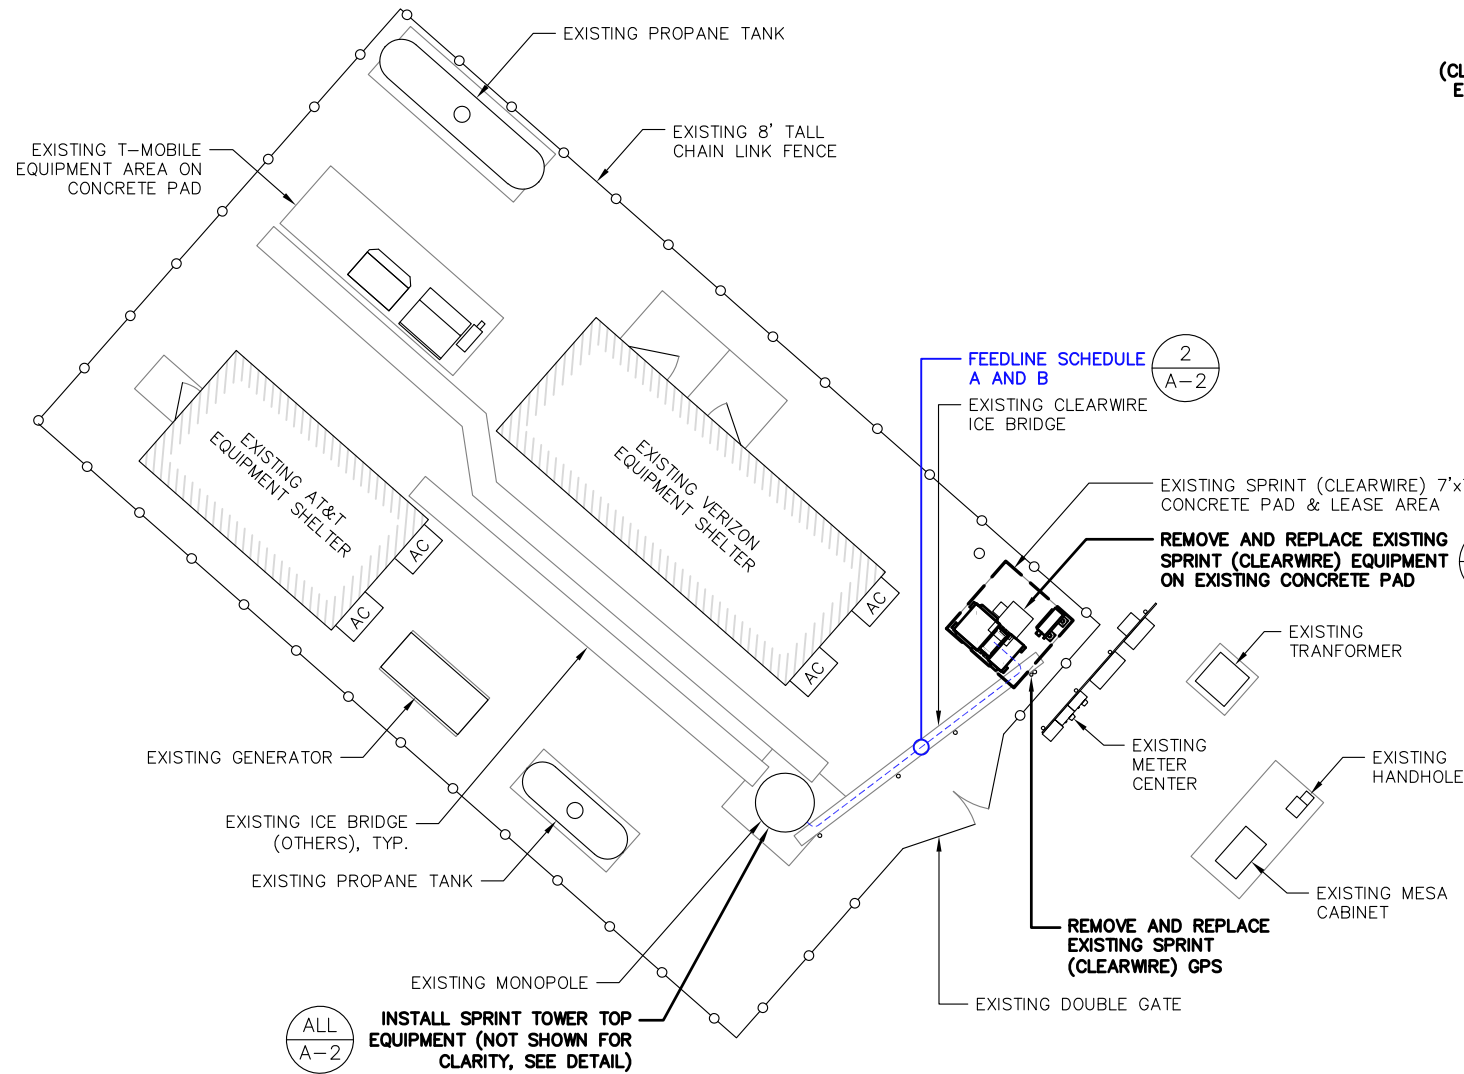 EXISTING PROPANE TANK
(CL
E
EXISTING 8' TALL
CHAIN LINK FENCE
EXISTING T-MOBILE
EQUIPMENT AREA ON
CONCRETE PAD
FEEDLINE SCHEDULE
A AND B
2
A-2
EXISTING CLEARWIRE
ICE BRIDGE
EXISTING AT&T
EQUIPMENT SHELTER
AC
AC
EXISTING VERIZON
EQUIPMENT SHELTER
AC
AC
EXISTING SPRINT (CLEARWIRE) 7'x
CONCRETE PAD & LEASE AREA
REMOVE AND REPLACE EXISTING
SPRINT (CLEARWIRE) EQUIPMENT
ON EXISTING CONCRETE PAD
EXISTING
TRANFORMER
EXISTING
METER
CENTER
EXISTING
HANDHOLE
EXISTING GENERATOR
EXISTING ICE BRIDGE
(OTHERS), TYP.
EXISTING PROPANE TANK
EXISTING MESA
CABINET
REMOVE AND REPLACE
EXISTING SPRINT
(CLEARWIRE) GPS
EXISTING MONOPOLE
EXISTING DOUBLE GATE
ALL
A-2
INSTALL SPRINT TOWER TOP
EQUIPMENT (NOT SHOWN FOR
CLARITY, SEE DETAIL)